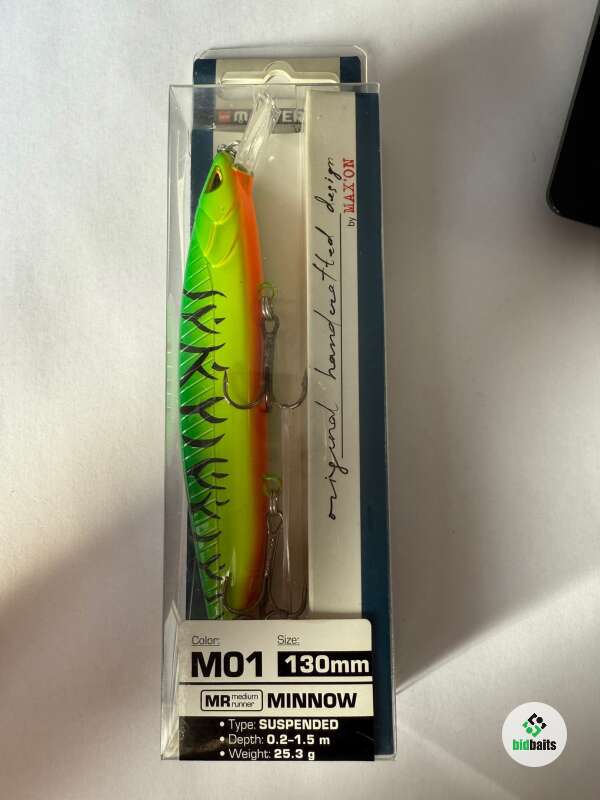 original handcrafted design
by MAX'ON
Color:
Size:
M01
130mm
MR medium runner
MINNOW
• Type: SUSPENDED
• Depth: 0.2-1.5 m
• Weight: 25.3 g
bidbaits